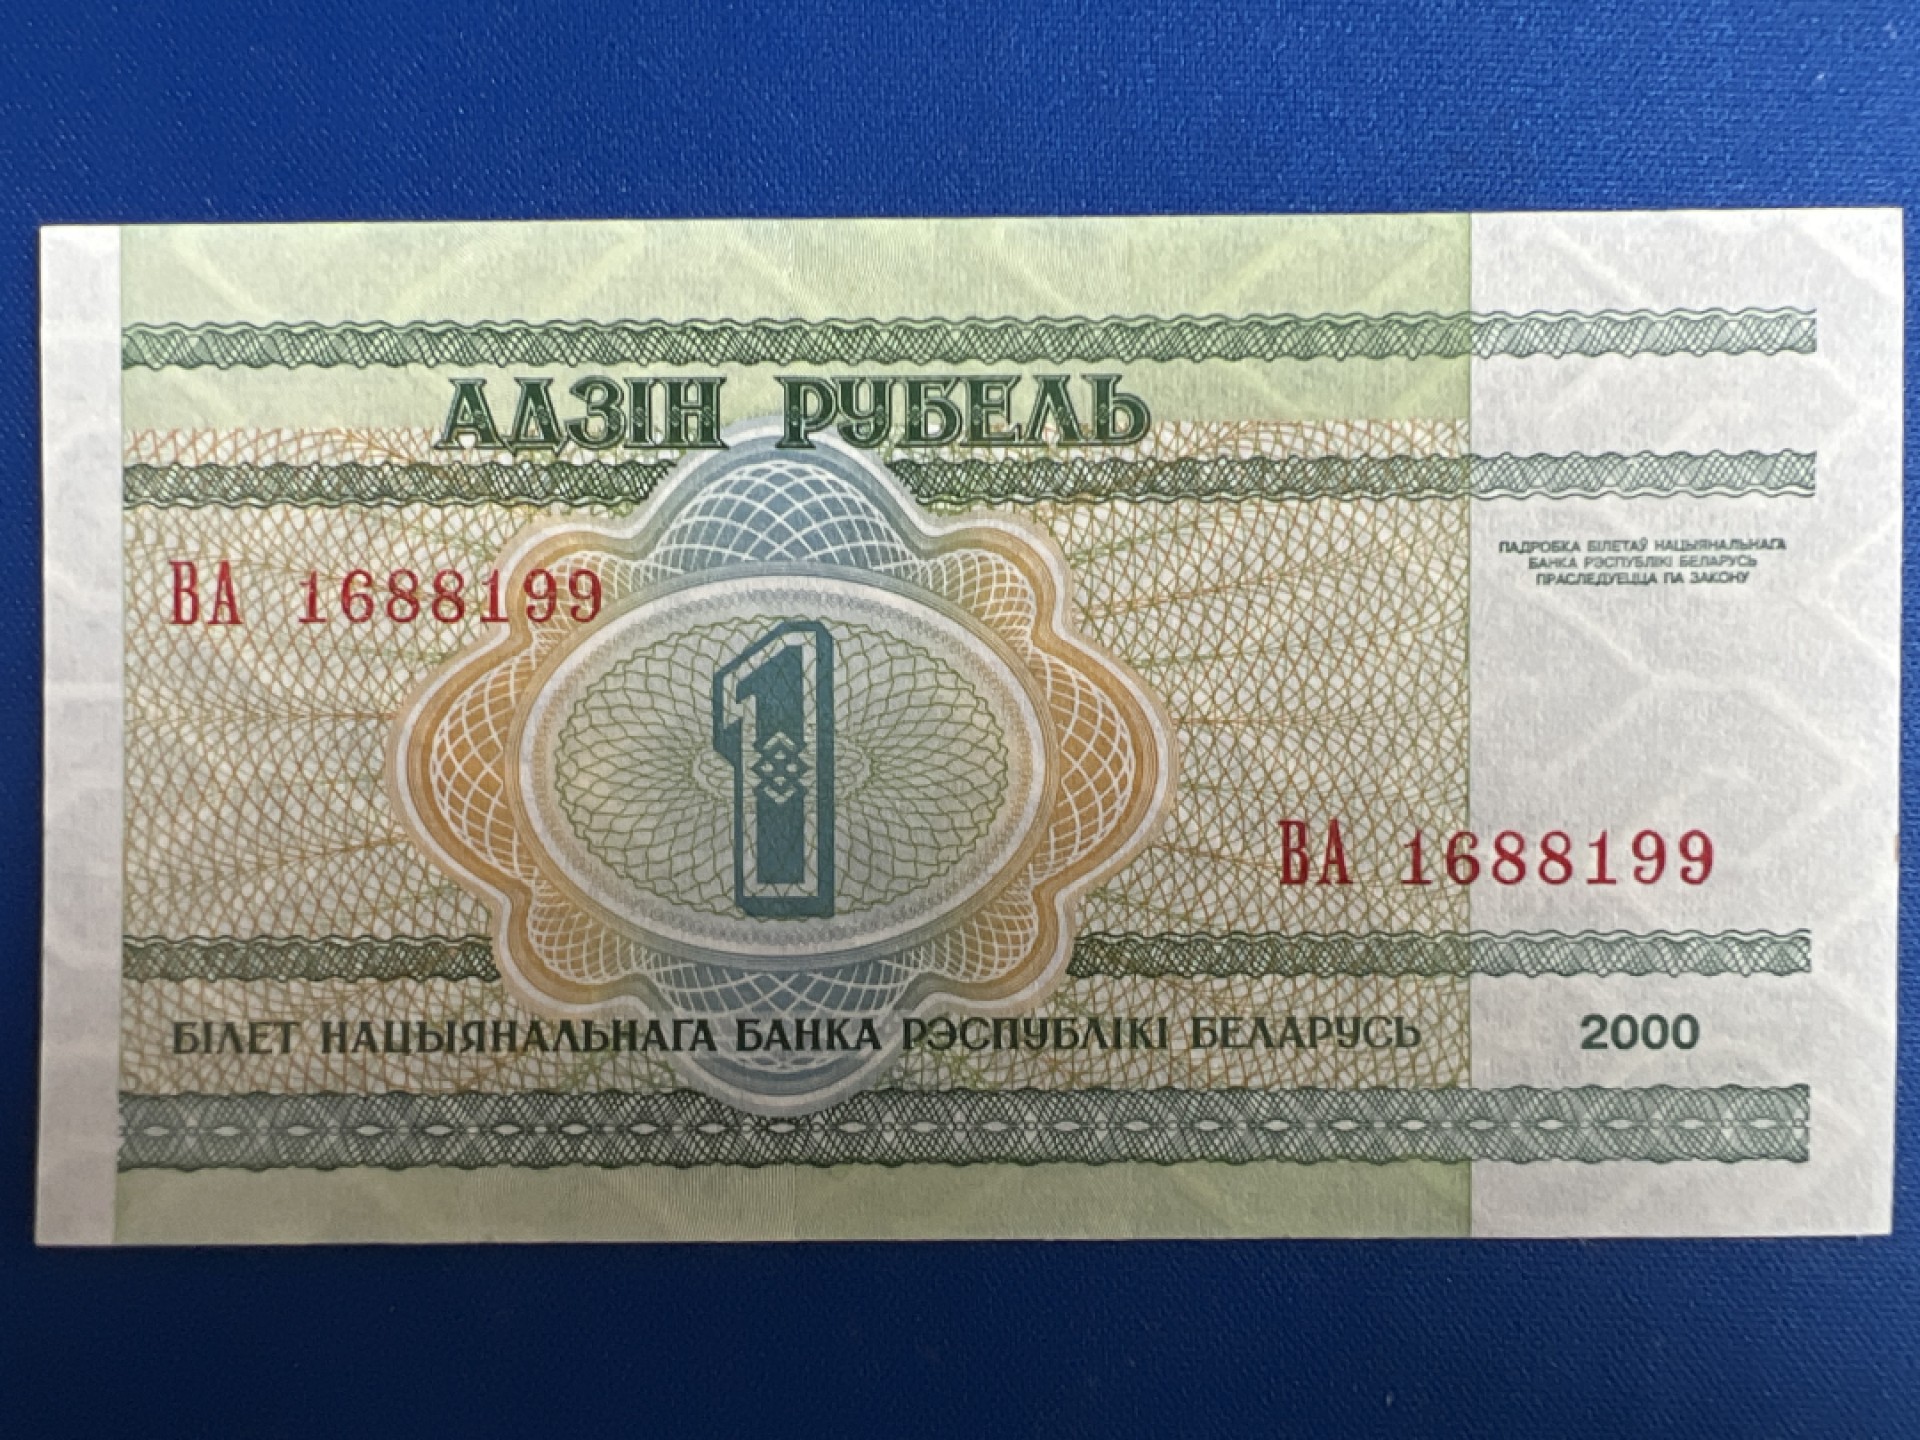 АДЗІН РУБЕЛЬ
ПАДРОБКА БІЛЕТАЎ НАЦЫЯНАЛЬНАГА
БАНКА РЭСПУБЛІКІ БЕЛАРУСЬ
ПРАСЛЕДУЕЦЦА ПА ЗАКОНУ
ВА 1688199
1
ВА 1688199
БІЛЕТ НАЦЫЯНАЛЬНАГА БАНКА РЭСПУБЛІКІ БЕЛАРУСЬ 2000